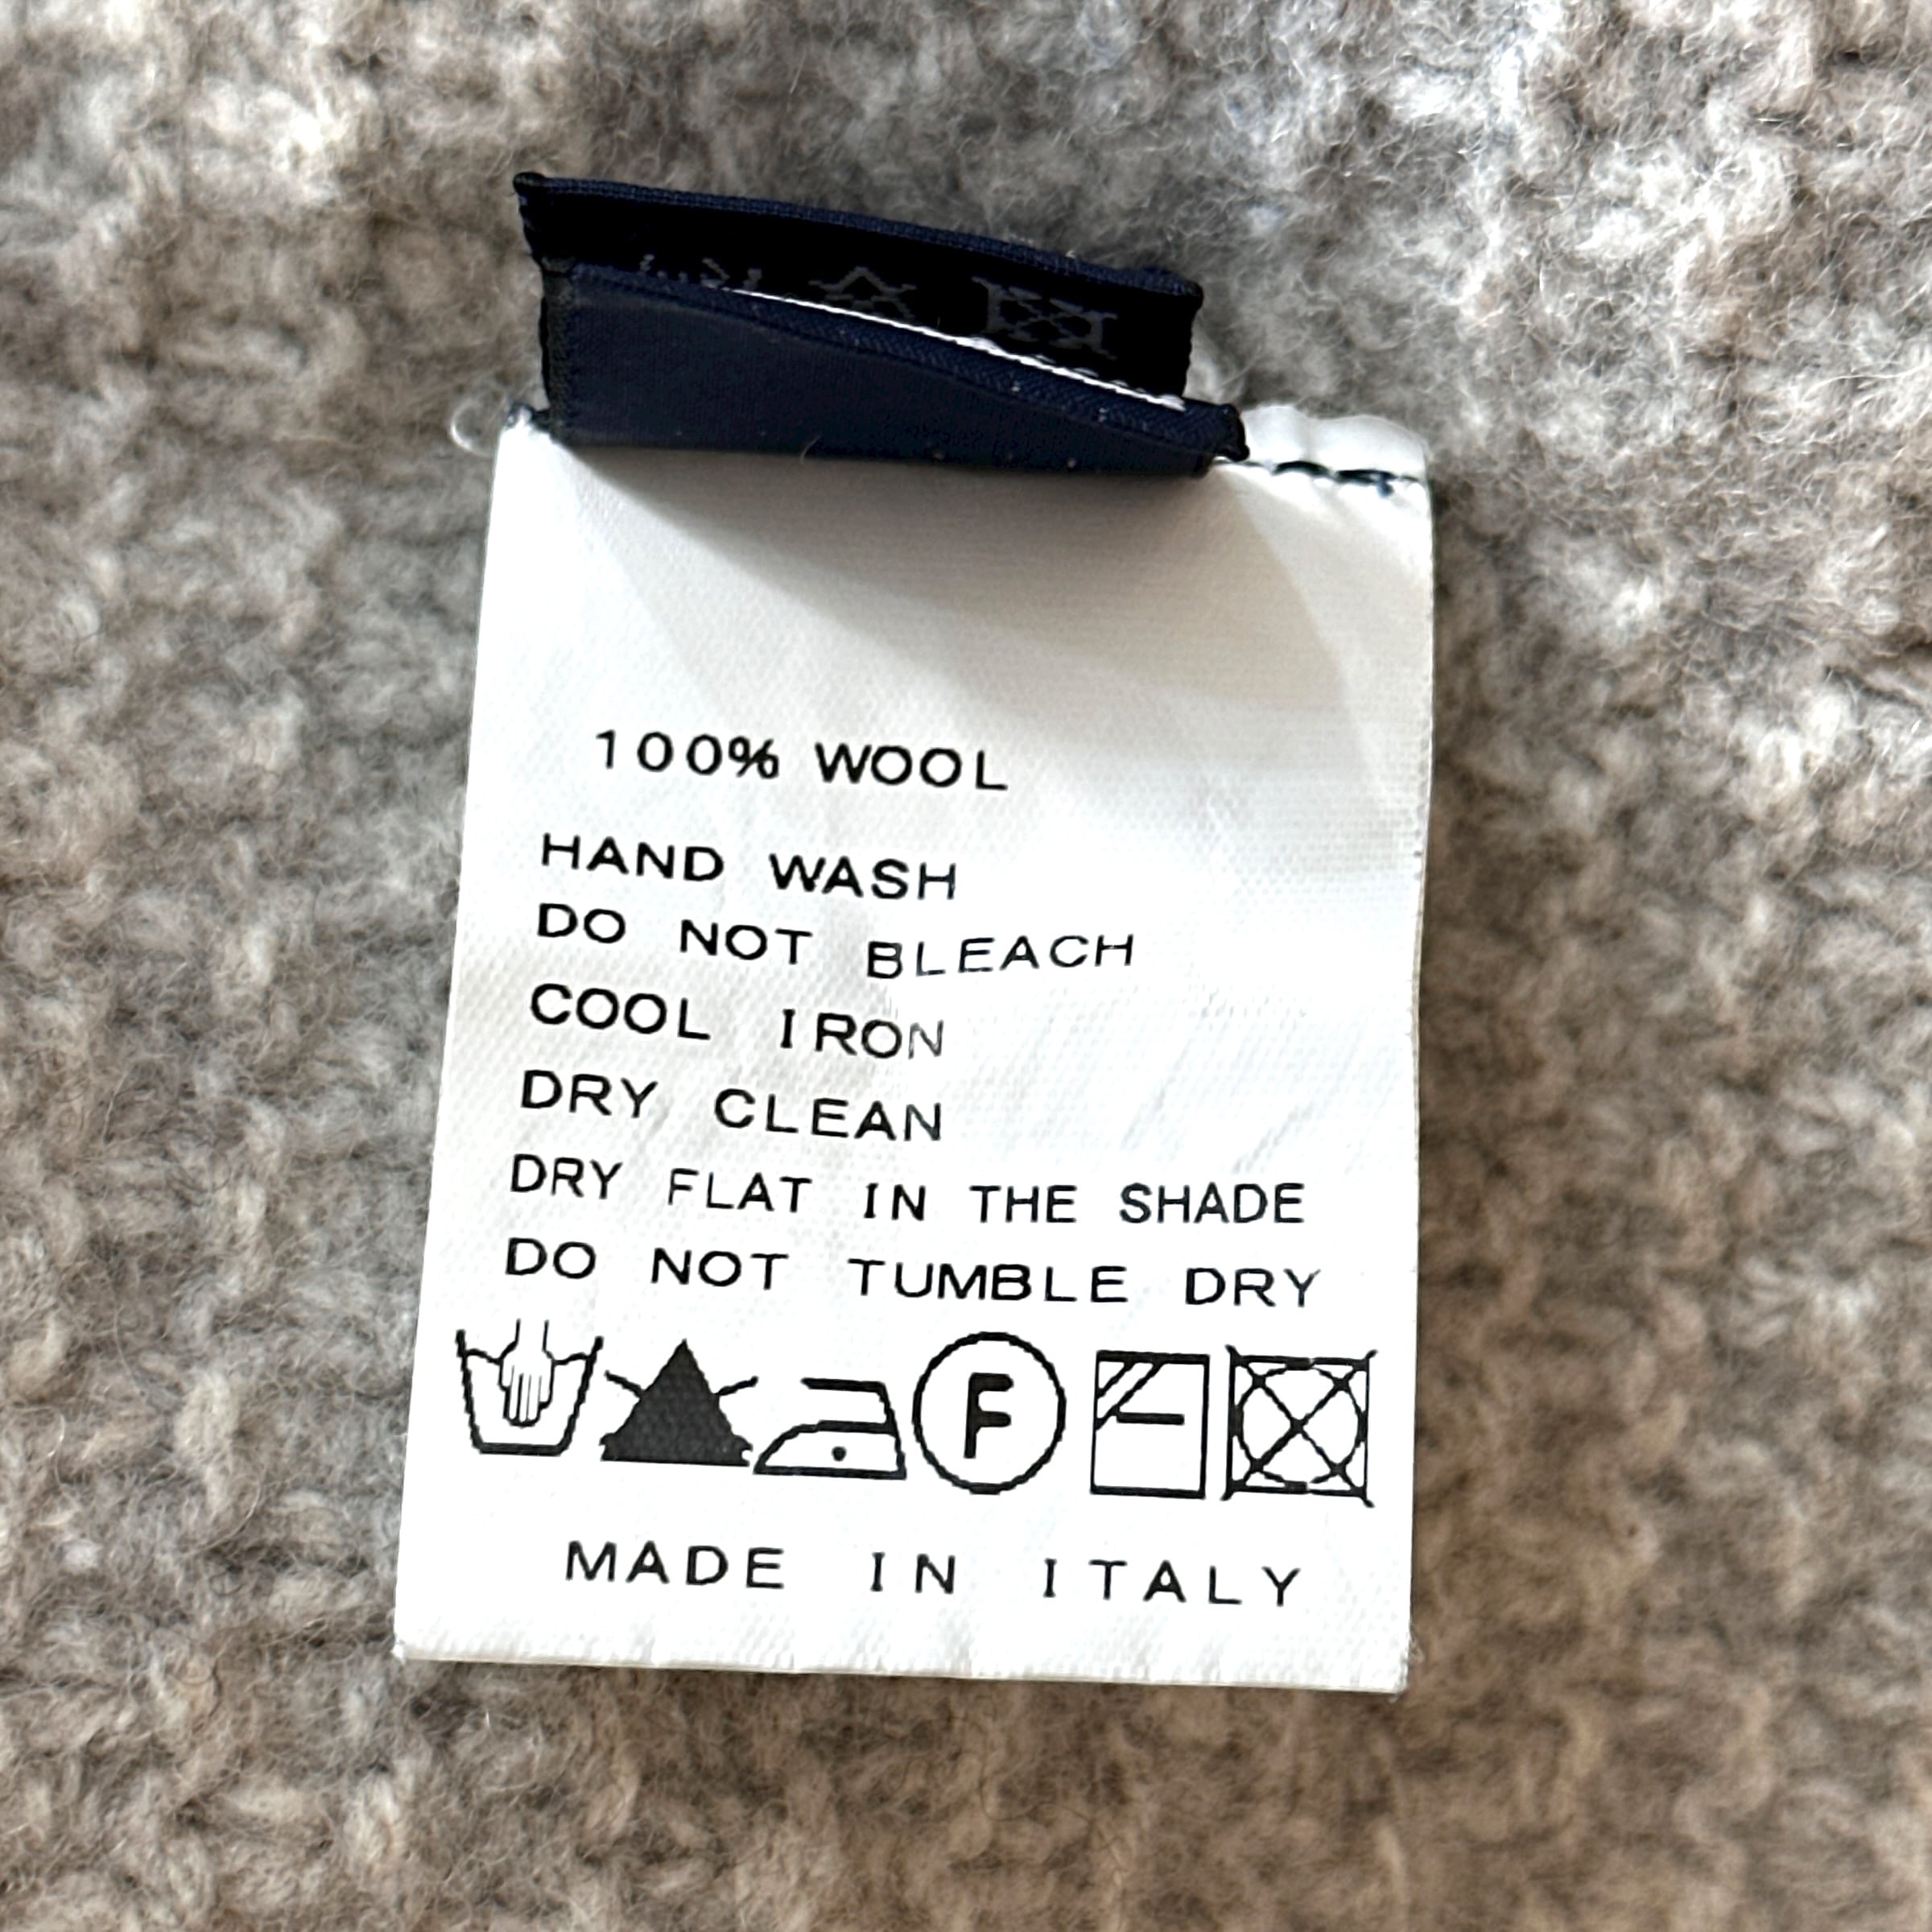 100% WOOL
HAND WASH
DO NOT BLEACH
COOL IRON
DRY CLEAN
DRY FLAT IN THE SHADE
DO NOT TUMBLE DRY
F
MADE IN ITALY